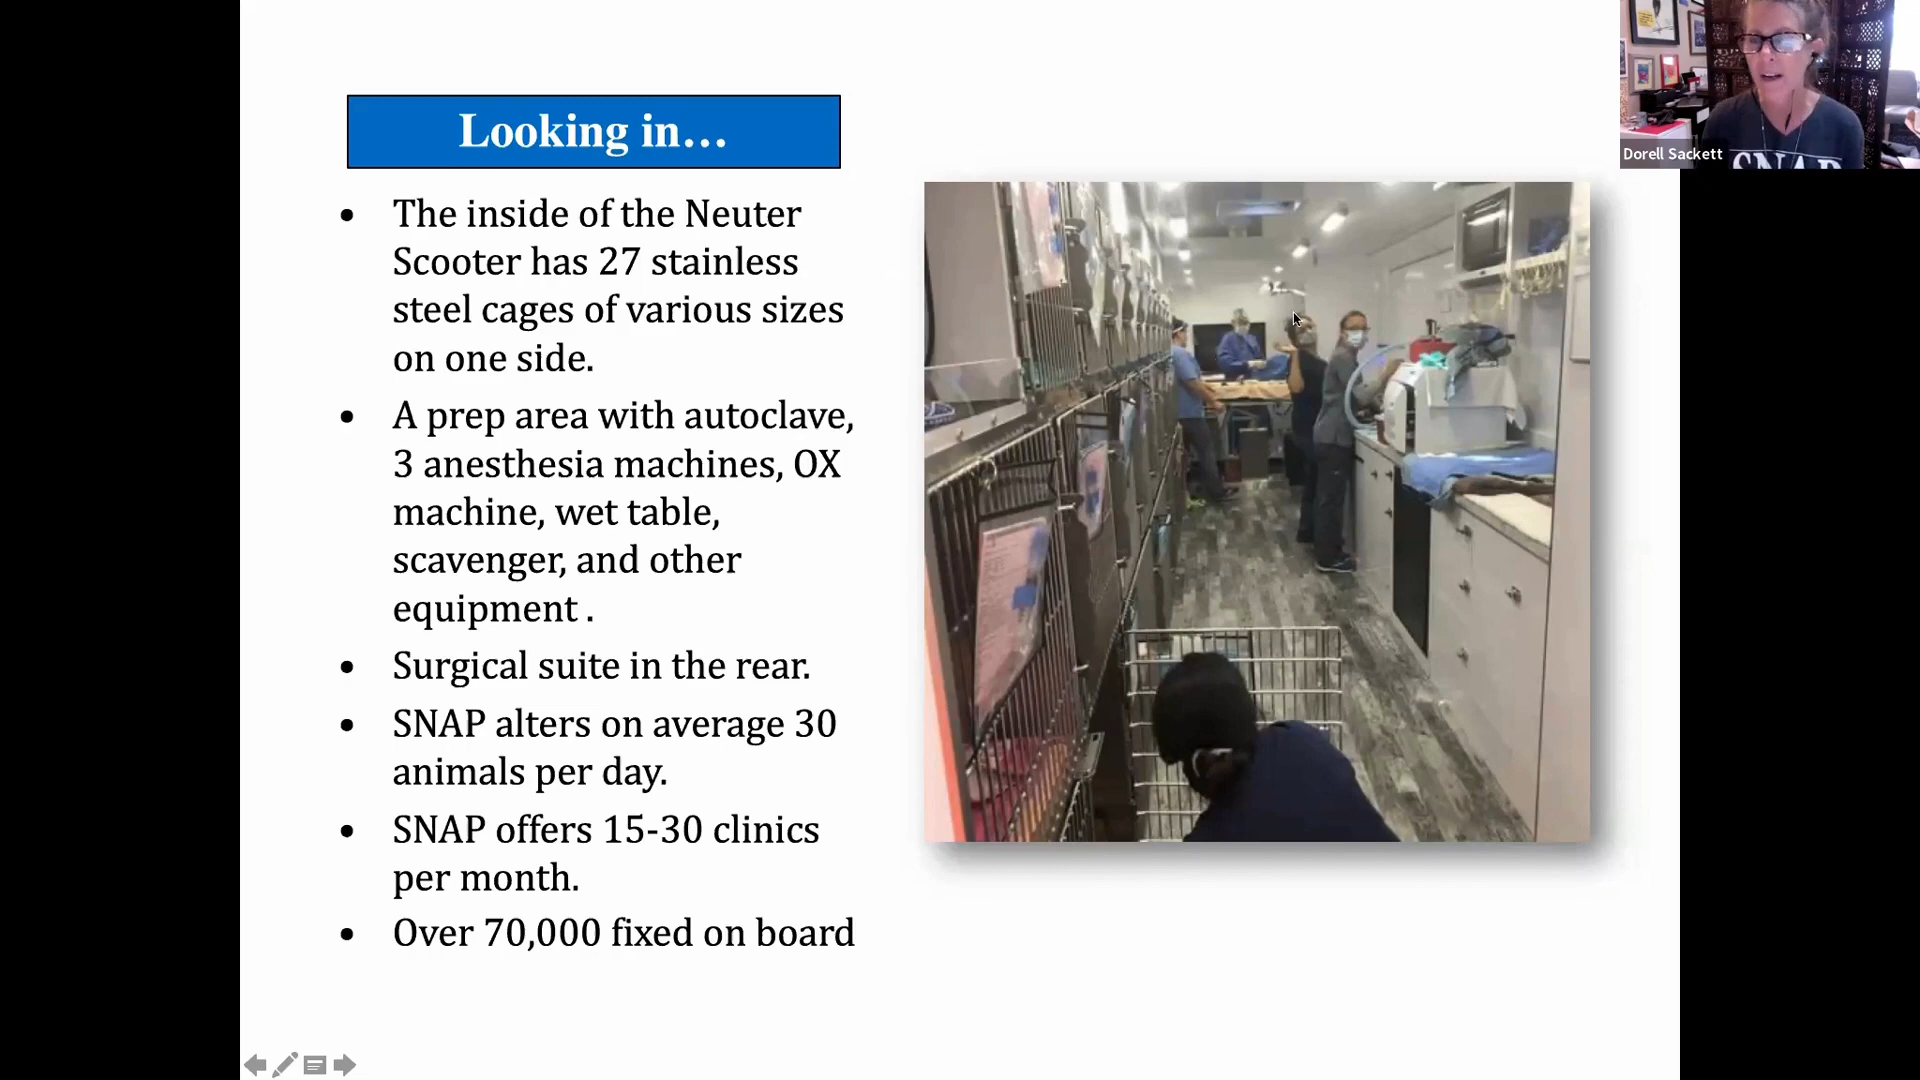 Looking in…
• The inside of the Neuter
Scooter has 27 stainless
steel cages of various sizes
on one side.
• A prep area with autoclave,
3 anesthesia machines, OX
machine, wet table,
scavenger, and other
equipment .
• Surgical suite in the rear.
• SNAP alters on average 30
animals per day.
• SNAP offers 15-30 clinics
per month.
• Over 70,000 fixed on board
Dorell Sackett
SNAP